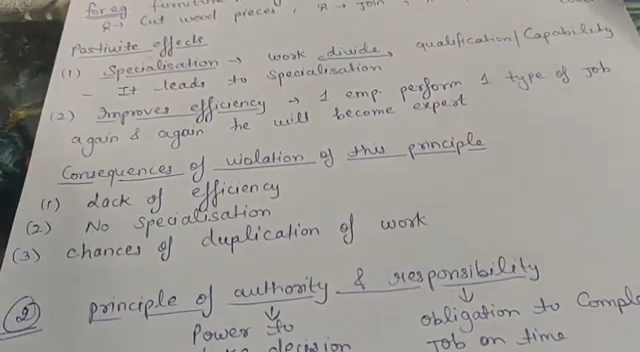 for eg furniture
R → Cut wood pieces, R → Join,
Postiuite effects
(1) Specialisation → work divide, qualification/Capability
- It leads to specialisation
(2) Improves efficiency → 1 emp. perform 1 type of Job
again & again he will become expert
Consequences of violation of this principle
(1) Lack of efficiency
(2) No specialisation
(3) chances of duplication of work
(2) principle of authority & responsibility
↓ ↓
Power to obligation to Comple
decision Job on time